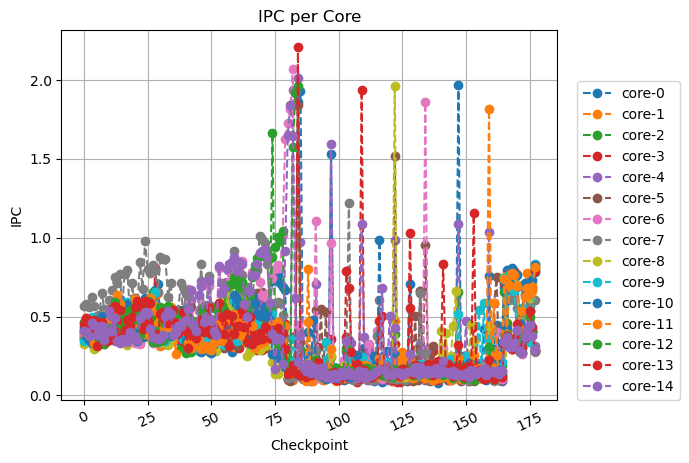 IPC per Core
IPC
2.0
1.5
1.0
0.5
0.0
0
25
50
75
100
125
150
175
Checkpoint
core-0
core-1
core-2
core-3
core-4
core-5
core-6
core-7
core-8
core-9
core-10
core-11
core-12
core-13
core-14